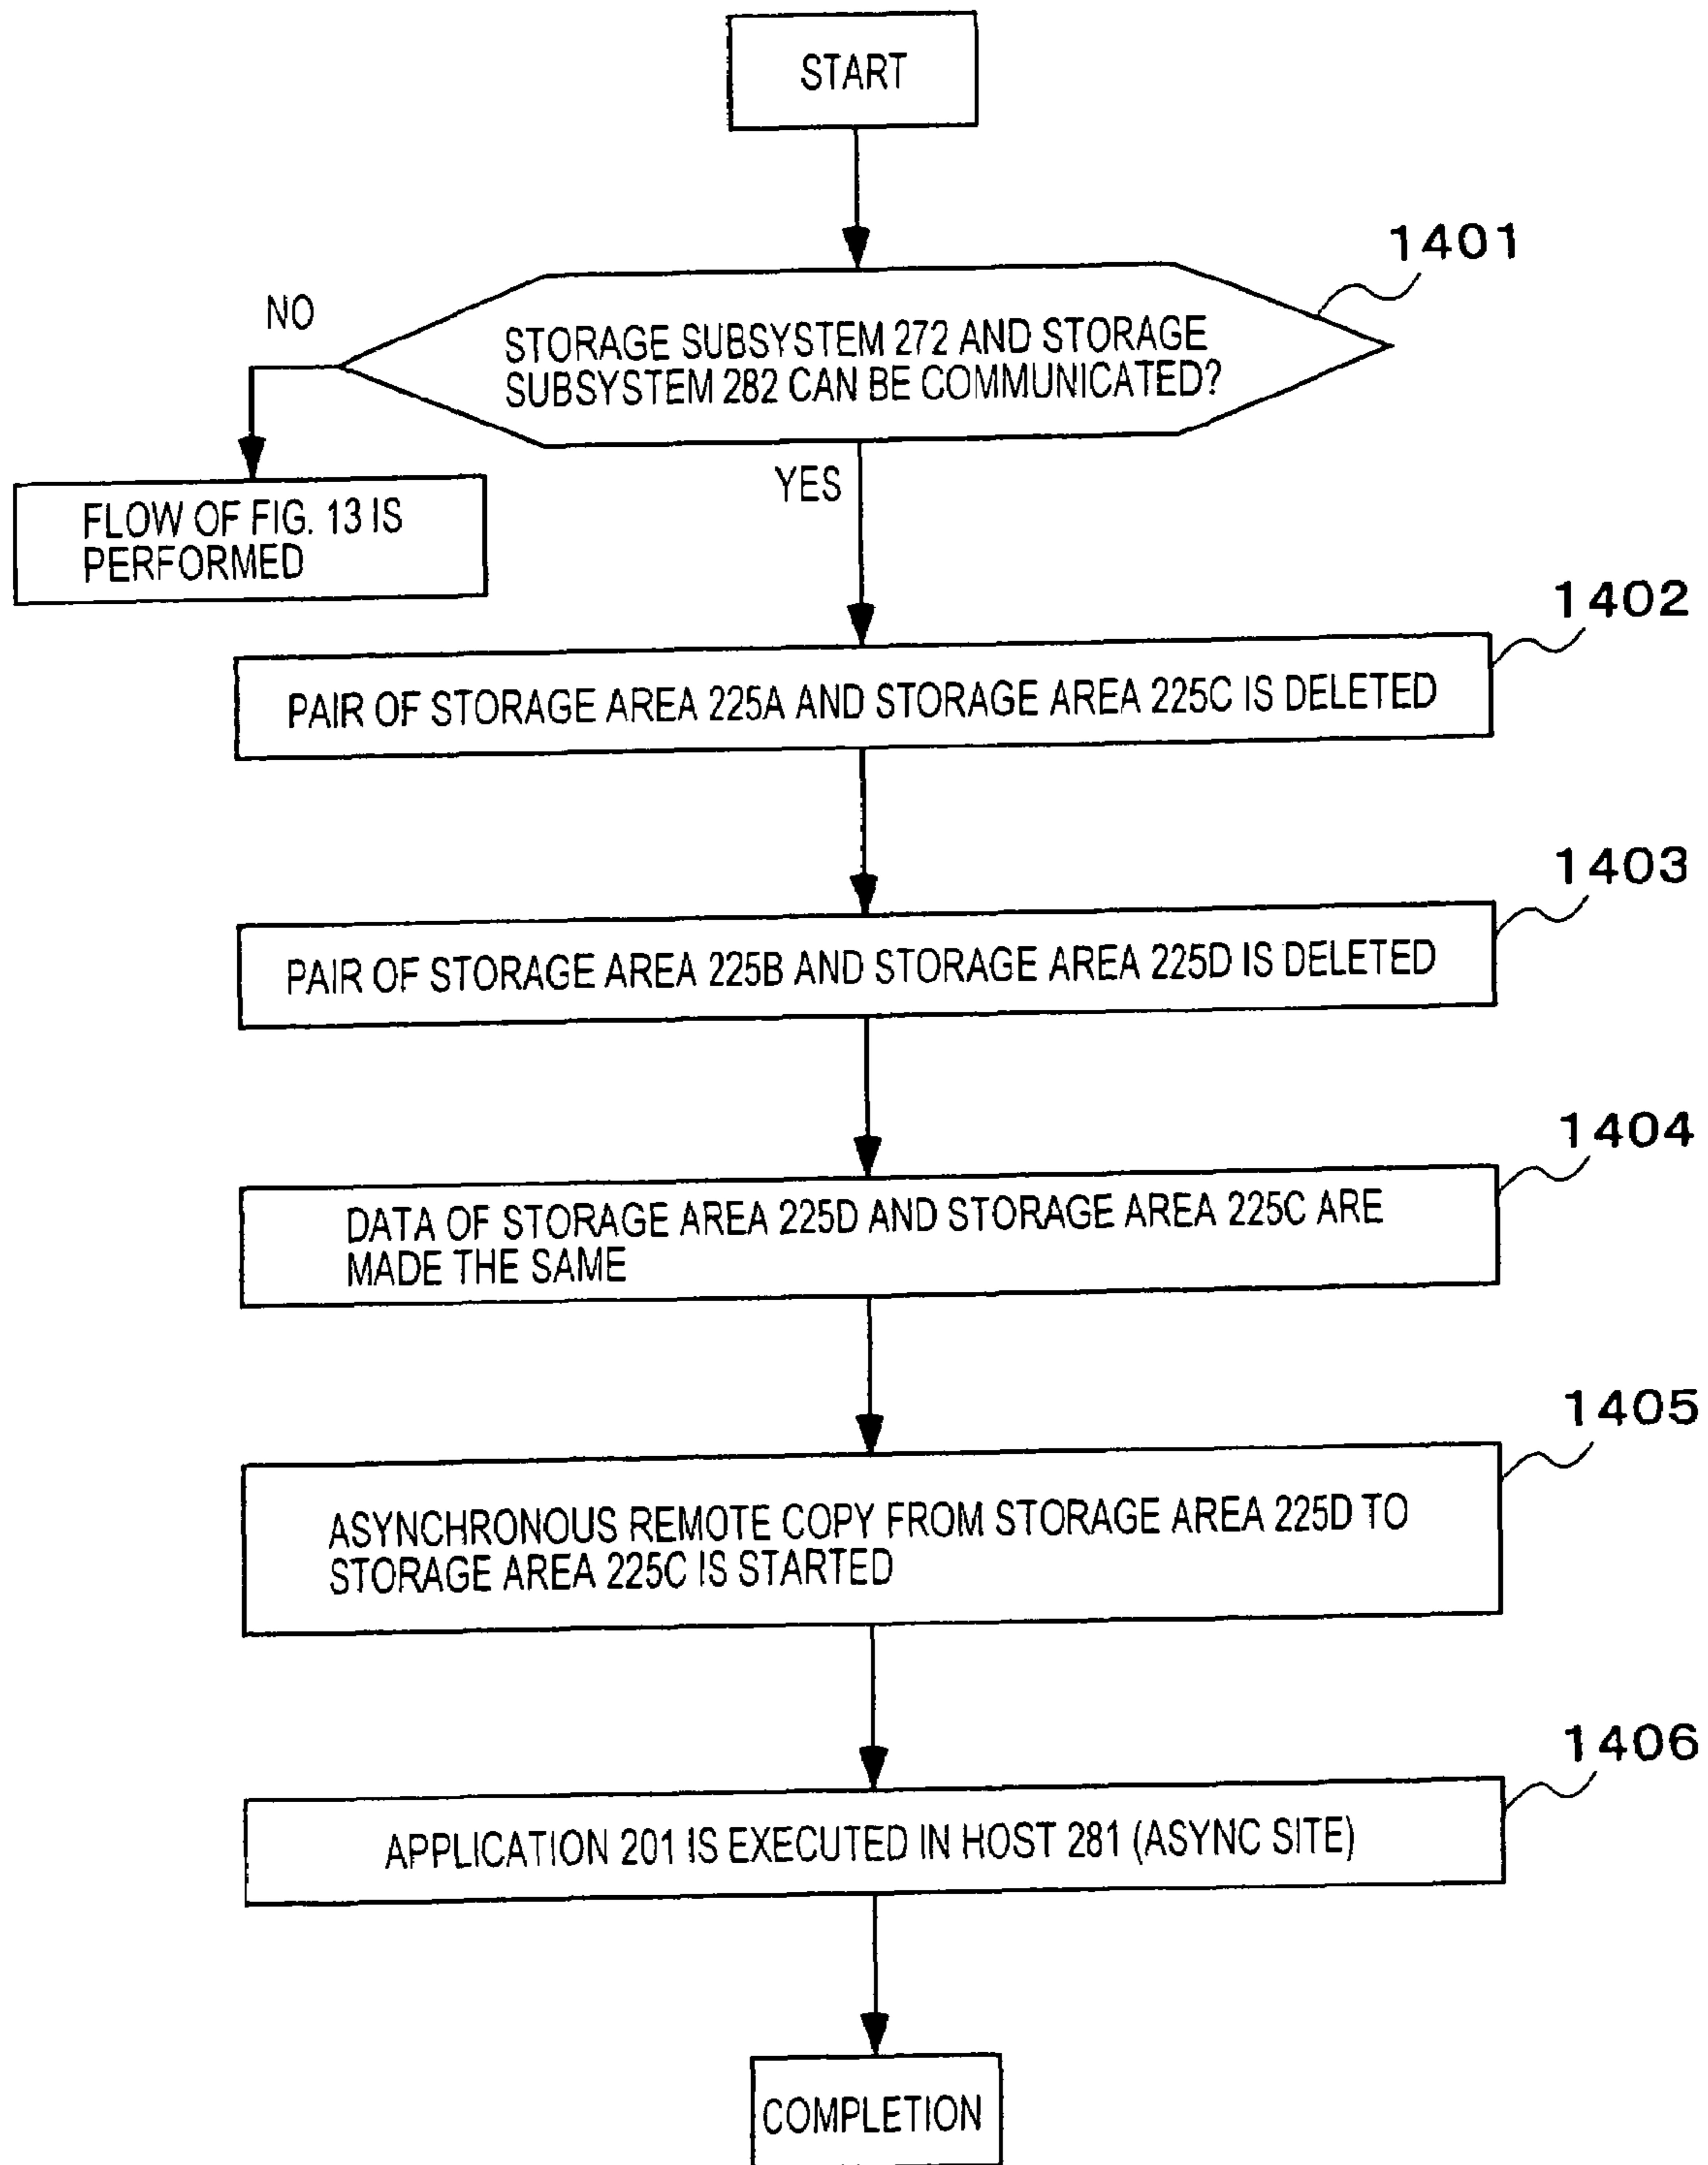 START
1401
NO
STORAGE SUBSYSTEM 272 AND STORAGE
SUBSYSTEM 282 CAN BE COMMUNICATED?
YES
FLOW OF FIG. 13 IS
PERFORMED
1402
PAIR OF STORAGE AREA 225A AND STORAGE AREA 225C IS DELETED
1403
PAIR OF STORAGE AREA 225B AND STORAGE AREA 225D IS DELETED
1404
DATA OF STORAGE AREA 225D AND STORAGE AREA 225C ARE
MADE THE SAME
1405
ASYNCHRONOUS REMOTE COPY FROM STORAGE AREA 225D TO
STORAGE AREA 225C IS STARTED
1406
APPLICATION 201 IS EXECUTED IN HOST 281 (ASYNC SITE)
COMPLETION